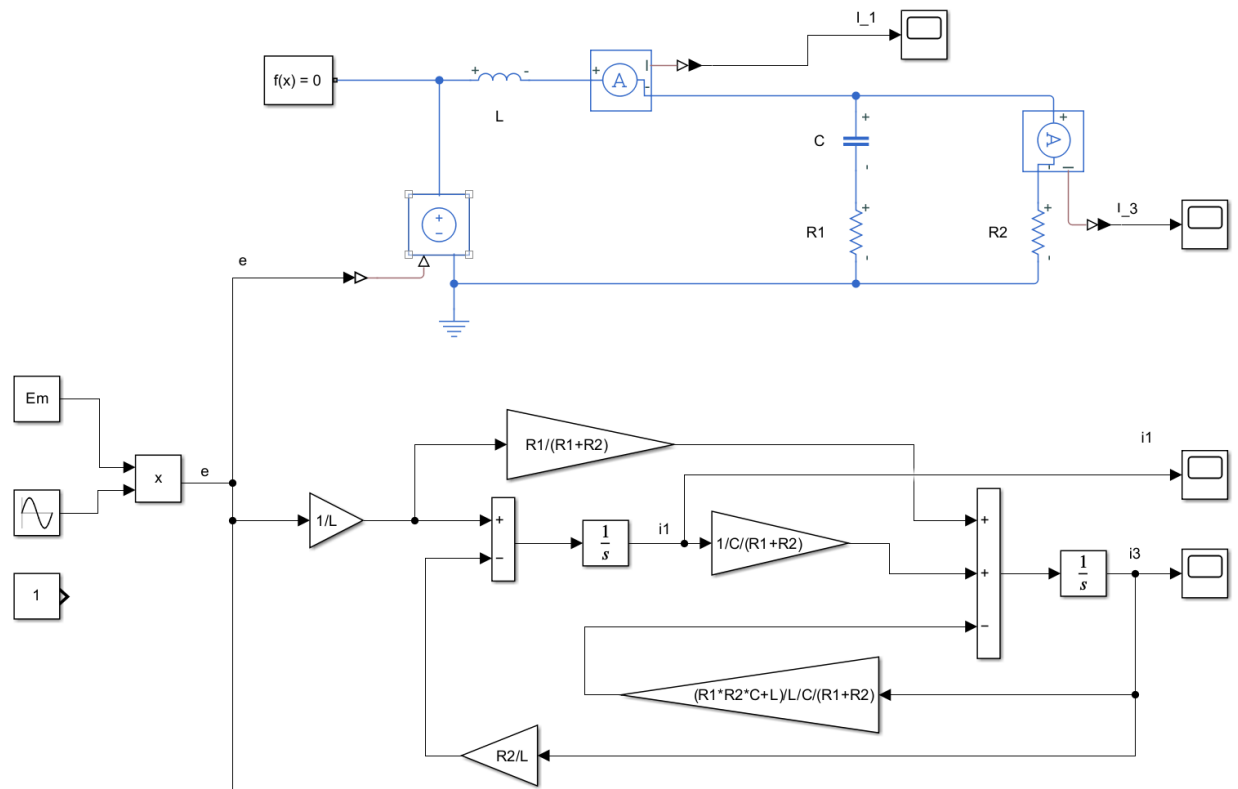 I_1
f(x) = 0
+
-
+
I
-
A
L
+
C
-
+
A
-
I
+
-
R1
+
-
R2
+
-
I_3
e
Em
x
e
1
1/L
R1/(R1+R2)
+
−
1
s
i1
i1
1/C/(R1+R2)
+
+
−
1
s
i3
(R1*R2*C+L)/L/C/(R1+R2)
R2/L